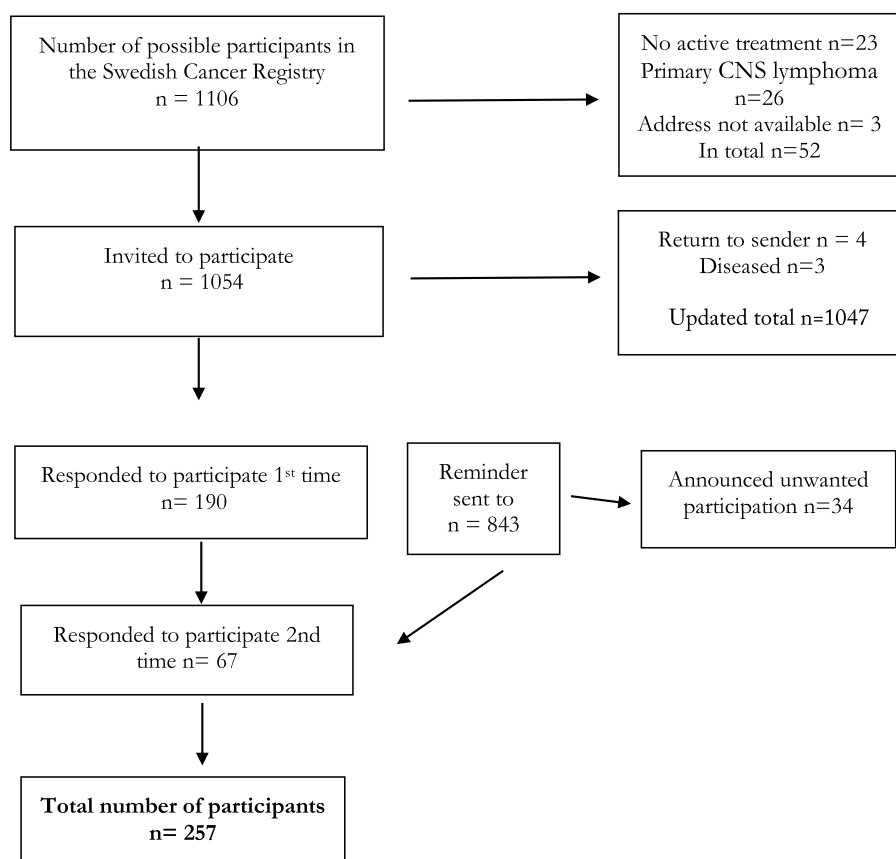 Number of possible participants in
the Swedish Cancer Registry
n = 1106
No active treatment n=23
Primary CNS lymphoma
n=26
Address not available n= 3
In total n=52
Invited to participate
n = 1054
Return to sender n = 4
Diseased n=3
Updated total n=1047
Responded to participate 1st time
n= 190
Reminder
sent to
n = 843
Announced unwanted
participation n=34
Responded to participate 2nd
time n= 67
Total number of participants
n= 257